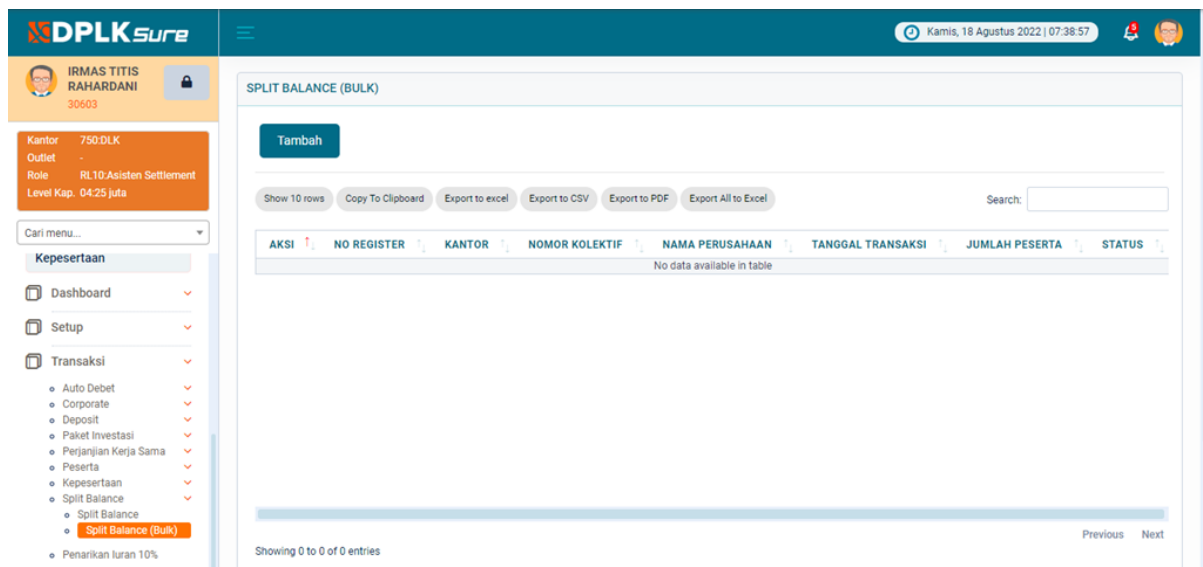 DPLK Sure
Kamis, 18 Agustus 2022 | 07:38:57
5
IRMAS TITIS
RAHARDANI
30603
Kantor 750:DLK
Outlet -
Role RL10:Asisten Settlement
Level Kap. 04:25 juta
Cari menu...
Kepesertaan
Dashboard
Setup
Transaksi
Auto Debet
Corporate
Deposit
Paket Investasi
Perjanjian Kerja Sama
Peserta
Kepesertaan
Split Balance
Split Balance
Split Balance (Bulk)
Penarikan Iuran 10%
SPLIT BALANCE (BULK)
Tambah
Show 10 rows Copy To Clipboard Export to excel Export to CSV Export to PDF Export All to Excel Search:
AKSI NO REGISTER KANTOR NOMOR KOLEKTIF NAMA PERUSAHAAN TANGGAL TRANSAKSI JUMLAH PESERTA STATUS
No data available in table
Previous Next
Showing 0 to 0 of 0 entries